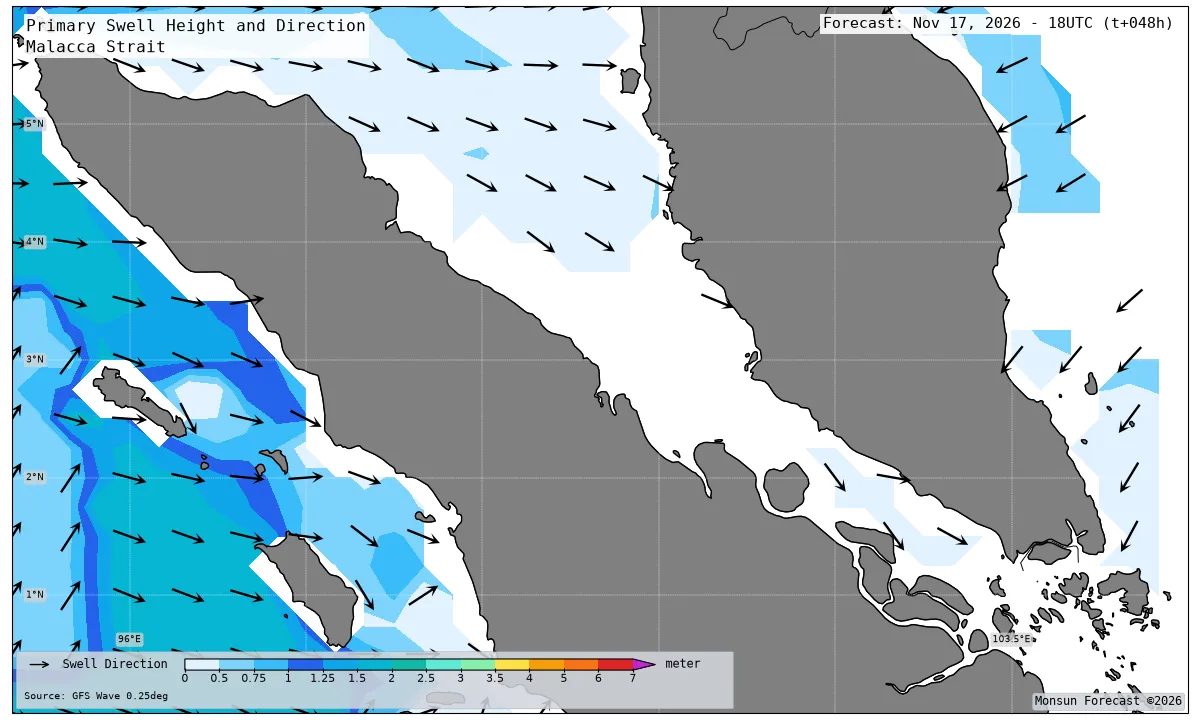 Primary Swell Height and Direction
Malacca Strait
Forecast: Nov 17, 2026 - 18UTC (t+048h)
5°N
4°N
3°N
2°N
1°N
96°E
103.5°E
Swell Direction
0 0.5 0.75 1 1.25 1.5 2 2.5 3 3.5 4 5 6 7
meter
Source: GFS Wave 0.25deg
Monsun Forecast ©2026